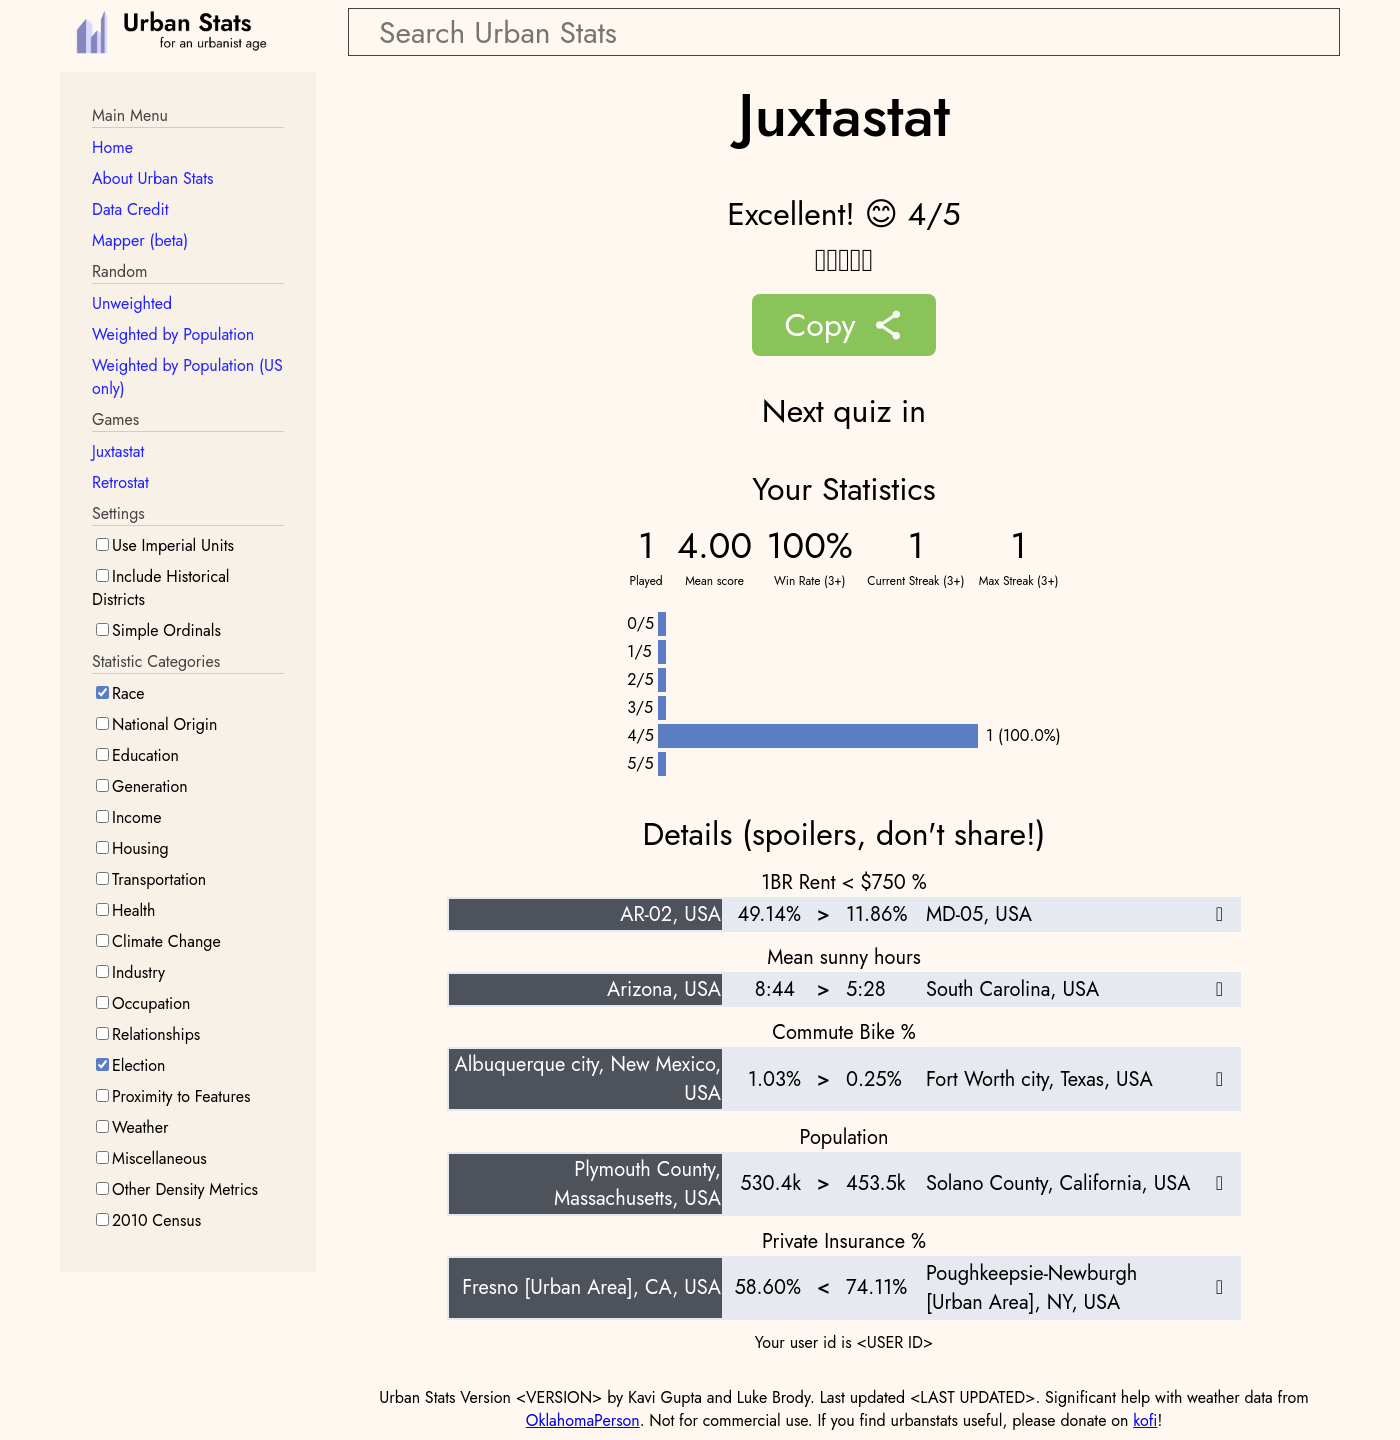 Urban Stats
for an urbanist age
Search Urban Stats
Main Menu
Home
About Urban Stats
Data Credit
Mapper (beta)
Random
Unweighted
Weighted by Population
Weighted by Population (US
only)
Games
Juxtastat
Retrostat
Settings
Use Imperial Units
Include Historical
Districts
Simple Ordinals
Statistic Categories
Race
National Origin
Education
Generation
Income
Housing
Transportation
Health
Climate Change
Industry
Occupation
Relationships
Election
Proximity to Features
Weather
Miscellaneous
Other Density Metrics
2010 Census
Juxtastat
Excellent! 😊 4/5
Copy
Next quiz in
Your Statistics
1 4.00 100% 1 1
Played Mean score Win Rate (3+) Current Streak (3+) Max Streak (3+)
0/5
1/5
2/5
3/5
4/5 1 (100.0%)
5/5
Details (spoilers, don't share!)
1BR Rent < $750 %
AR-02, USA 49.14% > 11.86% MD-05, USA
Mean sunny hours
Arizona, USA 8:44 > 5:28 South Carolina, USA
Commute Bike %
Albuquerque city, New Mexico,
USA 1.03% > 0.25% Fort Worth city, Texas, USA
Population
Plymouth County,
Massachusetts, USA 530.4k > 453.5k Solano County, California, USA
Private Insurance %
Fresno [Urban Area], CA, USA 58.60% < 74.11% Poughkeepsie-Newburgh
[Urban Area], NY, USA
Your user id is <USER ID>
Urban Stats Version <VERSION> by Kavi Gupta and Luke Brody. Last updated <LAST UPDATED>. Significant help with weather data from
OklahomaPerson. Not for commercial use. If you find urbanstats useful, please donate on kofi!